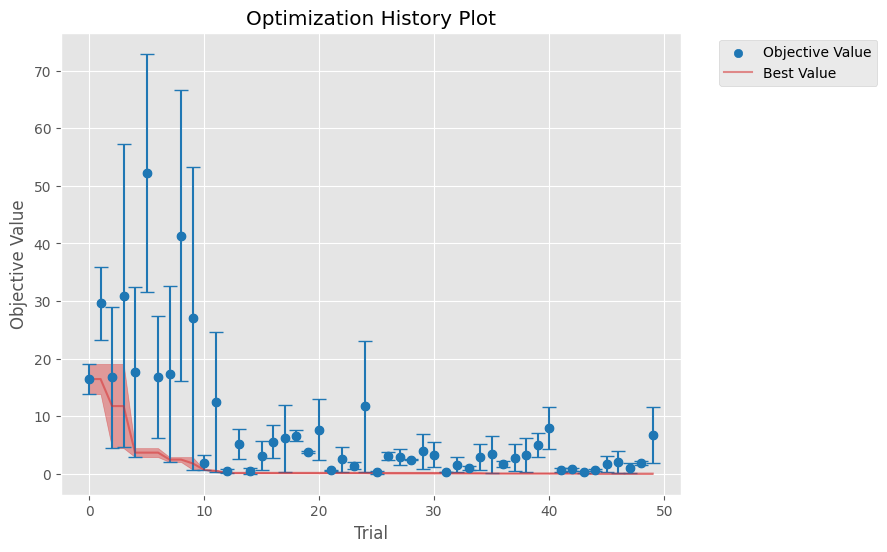 Optimization History Plot
Objective Value
Best Value
Objective Value
70
60
50
40
30
20
10
0
0 10 20 30 40 50
Trial